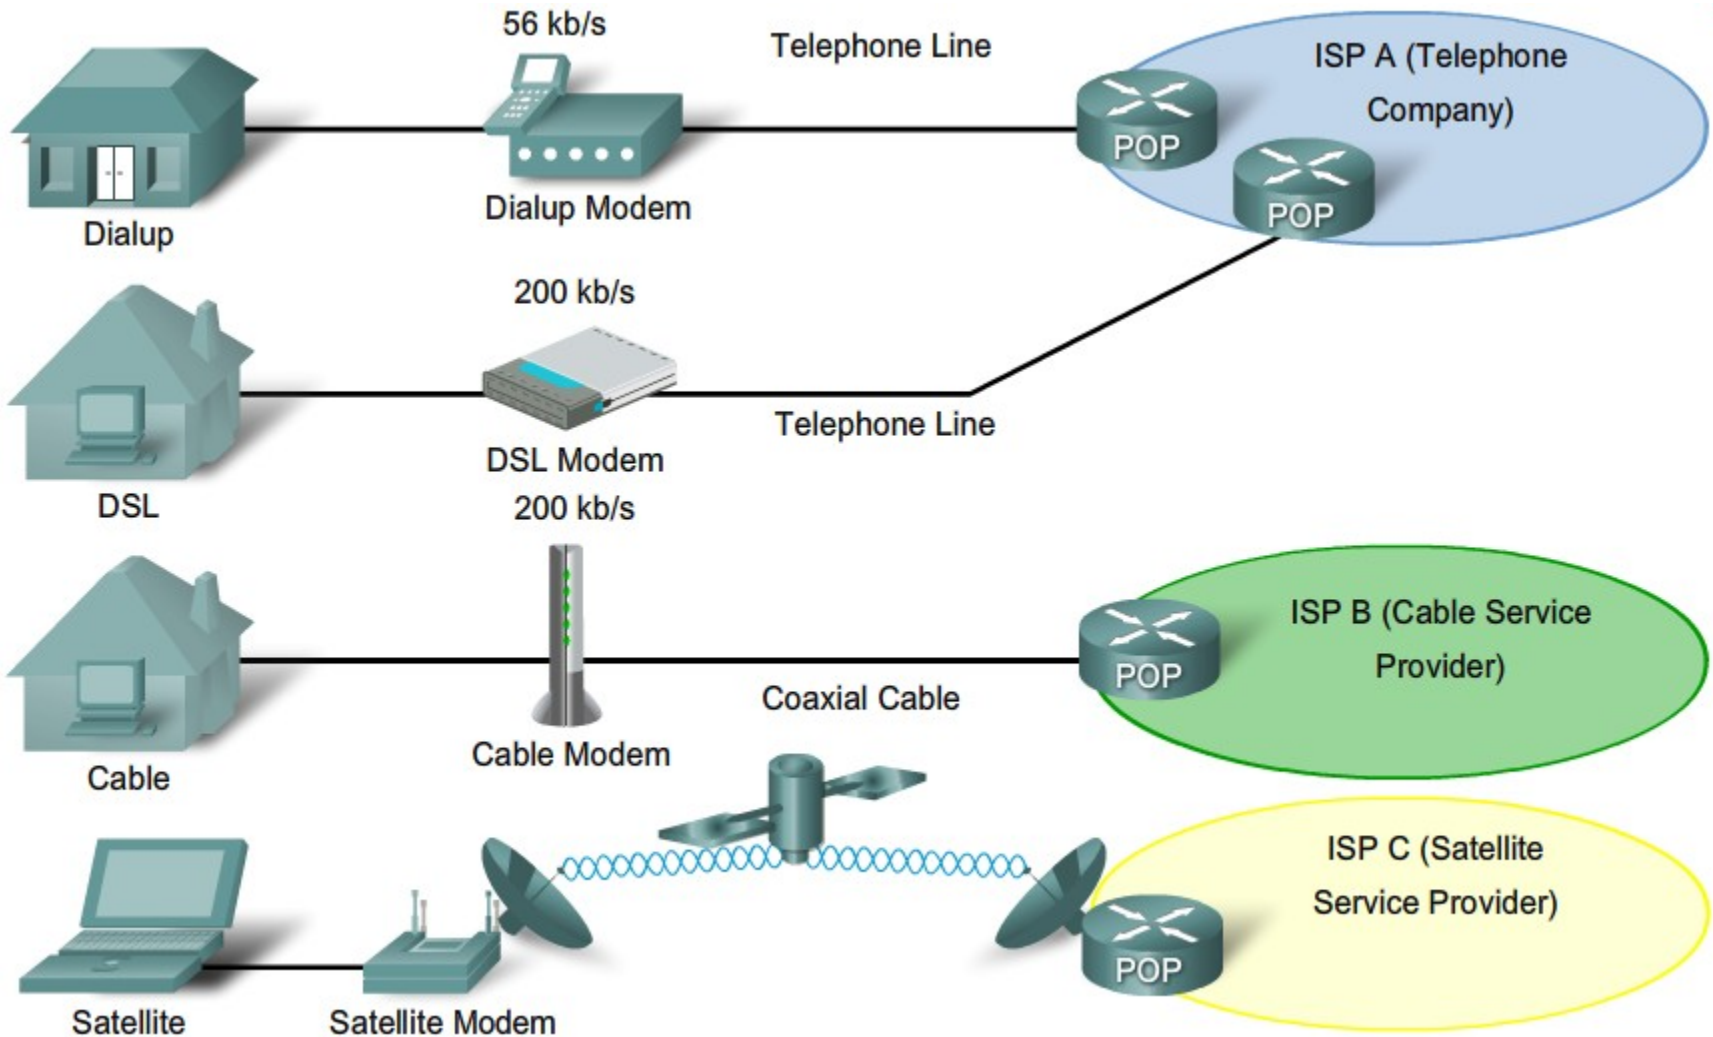 56 kb/s
Telephone Line
ISP A (Telephone
Company)
POP
POP
Dialup Modem
Dialup
200 kb/s
Telephone Line
DSL Modem
DSL
200 kb/s
ISP B (Cable Service
Provider)
POP
Coaxial Cable
Cable Modem
Cable
ISP C (Satellite
Service Provider)
POP
Satellite
Satellite Modem